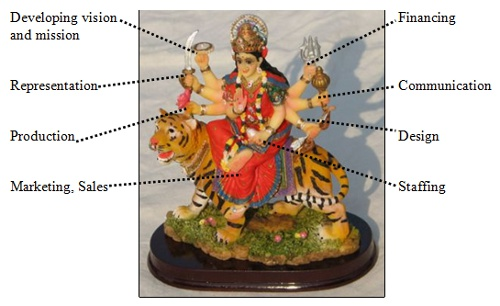 Developing vision
and mission
Financing
Representation
Communication
Production
Design
Marketing, Sales
Staffing